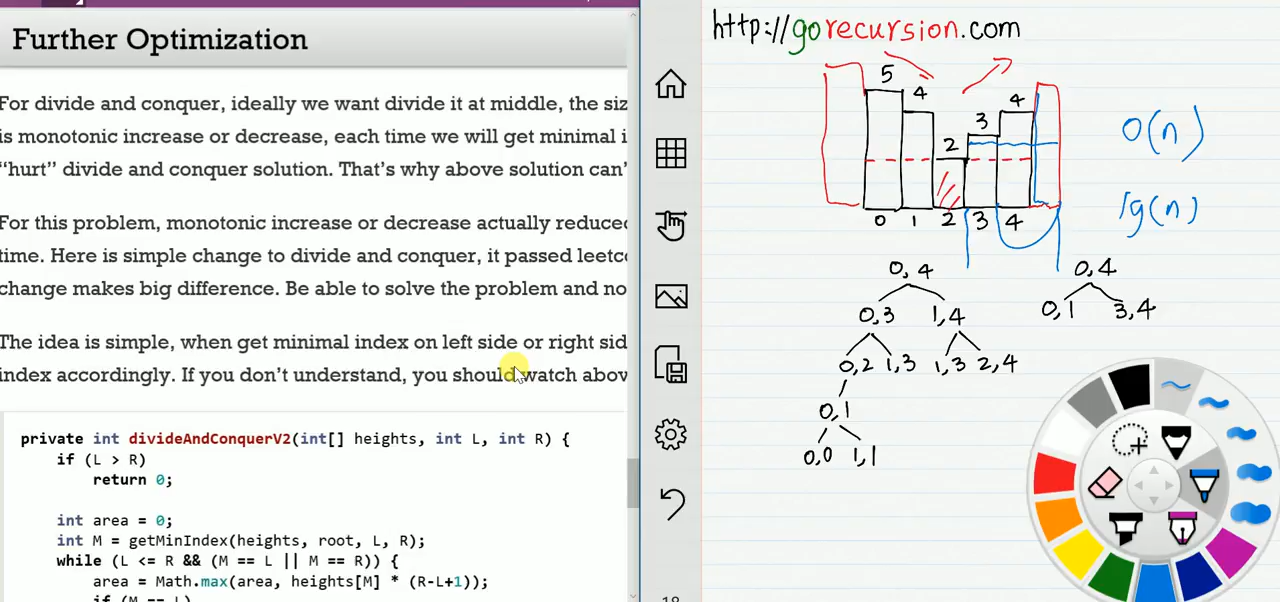 Further Optimization
For divide and conquer, ideally we want divide it at middle, the siz
is monotonic increase or decrease, each time we will get minimal i
"hurt" divide and conquer solution. That's why above solution can'
For this problem, monotonic increase or decrease actually reduced
time. Here is simple change to divide and conquer, it passed leetco
change makes big difference. Be able to solve the problem and no
The idea is simple, when get minimal index on left side or right sid
index accordingly. If you don't understand, you should watch abov
private int divideAndConquerV2(int[] heights, int L, int R) {
if (L > R)
return 0;
int area = 0;
int M = getMinIndex(heights, root, L, R);
while (L <= R && (M == L || M == R)) {
area = Math.max(area, heights[M] * (R-L+1));
if (M == L)
http://gorecursion.com
5
4
2
3
4
0 1 2 3 4
O(n)
lg(n)
0,4
0,3 1,4
0,2 1,3 1,3 2,4
0,1
0,0 1,1
0,4
0,1 3,4
18